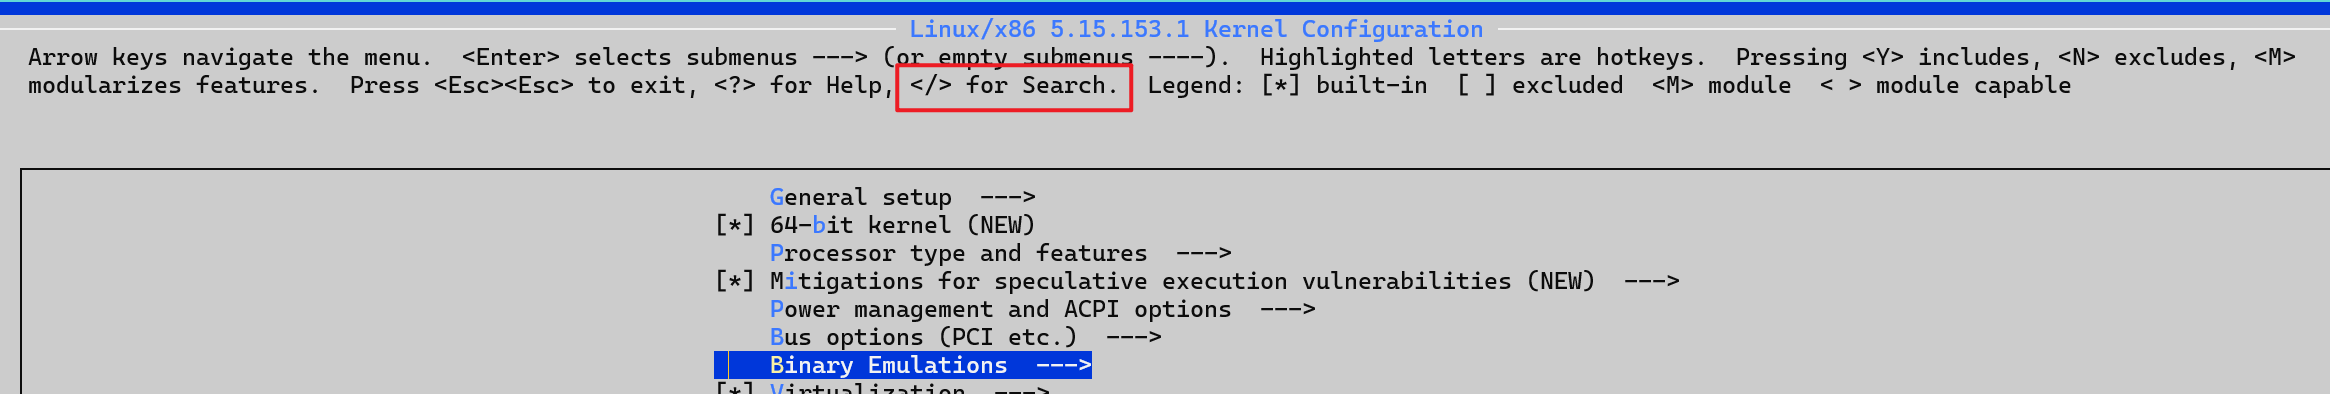 Linux/x86 5.15.153.1 Kernel Configuration
Arrow keys navigate the menu.  <Enter> selects submenus ---> (or empty submenus ----).  Highlighted letters are hotkeys.  Pressing <Y> includes, <N> excludes, <M>
modularizes features.  Press <Esc><Esc> to exit, <?> for Help, </> for Search.  Legend: [*] built-in  [ ] excluded  <M> module  < > module capable
General setup  --->
[*] 64-bit kernel (NEW)
Processor type and features  --->
[*] Mitigations for speculative execution vulnerabilities (NEW)  --->
Power management and ACPI options  --->
Bus options (PCI etc.)  --->
Binary Emulations  --->
[*] Virtualization  --->